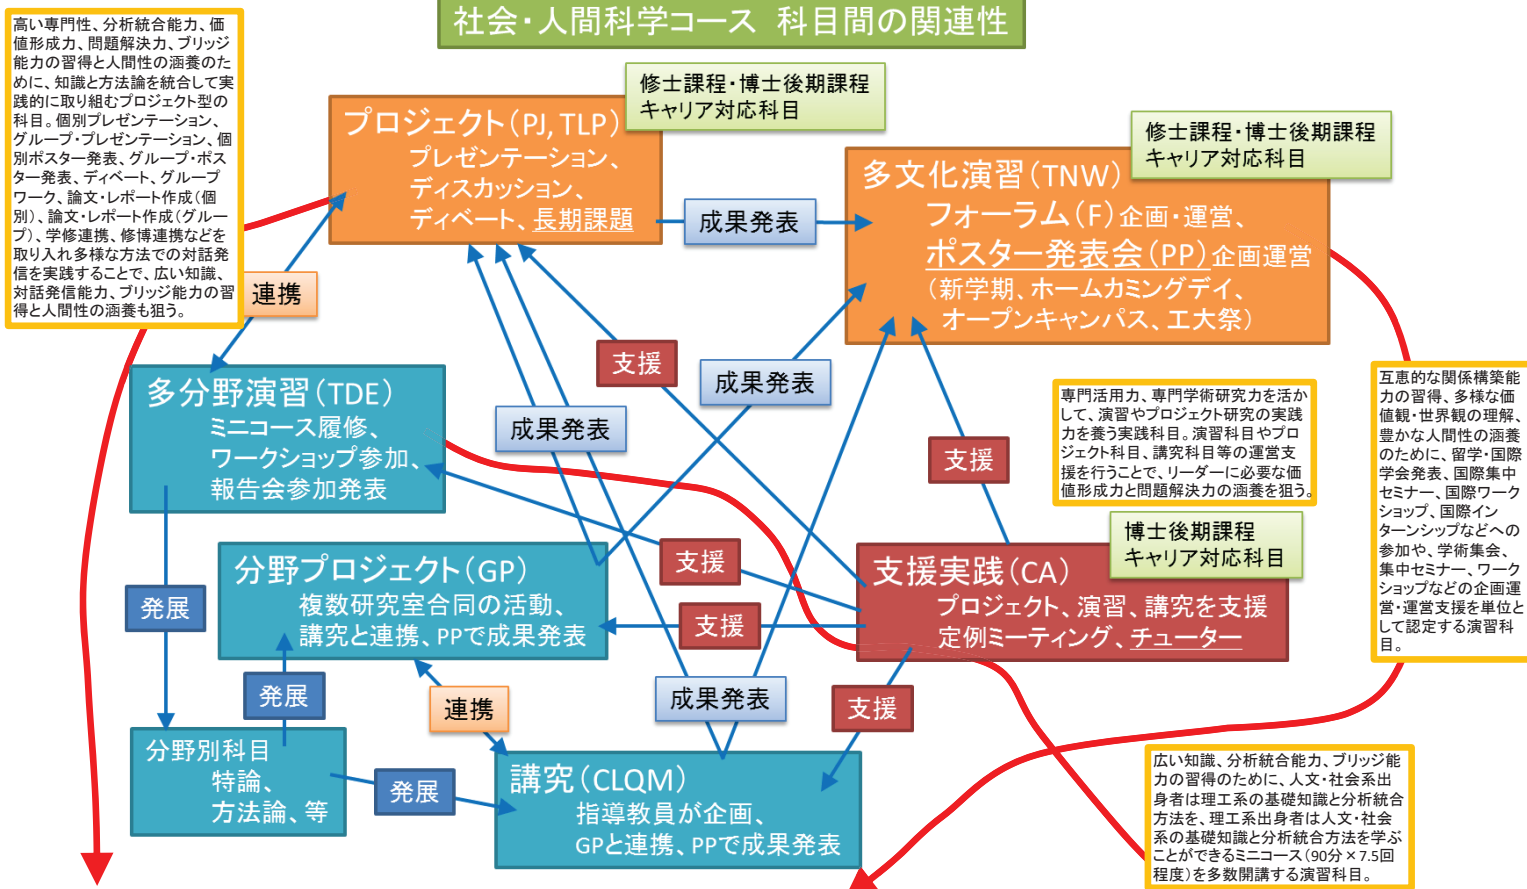 社会・人間科学コース 科目間の関連性
高い専門性、分析統合能力、価
値形成力、問題解決力、ブリッジ
能力の習得と人間性の涵養のた
めに、知識と方法論を統合して実
践的に取り組むプロジェクト型の
科目。個別プレゼンテーション、
グループ・プレゼンテーション、個
別ポスター発表、グループ・ポス
ター発表、ディベート、グループ
ワーク、論文・レポート作成(個
別)、論文・レポート作成(グルー
プ)、学修連携、修博連携などを
取り入れ多様な方法での対話発
信を実践することで、広い知識、
対話発信能力、ブリッジ能力の習
得と人間性の涵養も狙う。
修士課程・博士後期課程
キャリア対応科目
プロジェクト(PJ, TLP)
プレゼンテーション、
ディスカッション、
ディベート、長期課題
修士課程・博士後期課程
キャリア対応科目
多文化演習(TNW)
フォーラム(F)企画・運営、
ポスター発表会(PP)企画運営
(新学期、ホームカミングデイ、
オープンキャンパス、工大祭)
成果発表
連携
支援
成果発表
成果発表
支援
多分野演習(TDE)
ミニコース履修、
ワークショップ参加、
報告会参加発表
専門活用力、専門学術研究力を活か
して、演習やプロジェクト研究の実践
力を養う実践科目。演習科目やプロ
ジェクト科目、講究科目等の運営支
援を行うことで、リーダーに必要な価
値形成力と問題解決力の涵養を狙う。
互恵的な関係構築能
力の習得、多様な価
値観・世界観の理解、
豊かな人間性の涵養
のために、留学・国際
学会発表、国際集中
セミナー、国際ワーク
ショップ、国際イン
ターンシップなどへの
参加や、学術集会、
集中セミナー、ワーク
ショップなどの企画運
営・運営支援を単位と
して認定する演習科
目。
博士後期課程
キャリア対応科目
支援実践(CA)
プロジェクト、演習、講究を支援
定例ミーティング、チューター
分野プロジェクト(GP)
複数研究室合同の活動、
講究と連携、PPで成果発表
支援
支援
発展
発展
連携
成果発表
支援
分野別科目
特論、
方法論、等
発展
講究(CLQM)
指導教員が企画、
GPと連携、PPで成果発表
広い知識、分析統合能力、ブリッジ能
力の習得のために、人文・社会系出
身者は理工系の基礎知識と分析統合
方法を、理工系出身者は人文・社会
系の基礎知識と分析統合方法を学ぶ
ことができるミニコース(90分×7.5回
程度)を多数開講する演習科目。